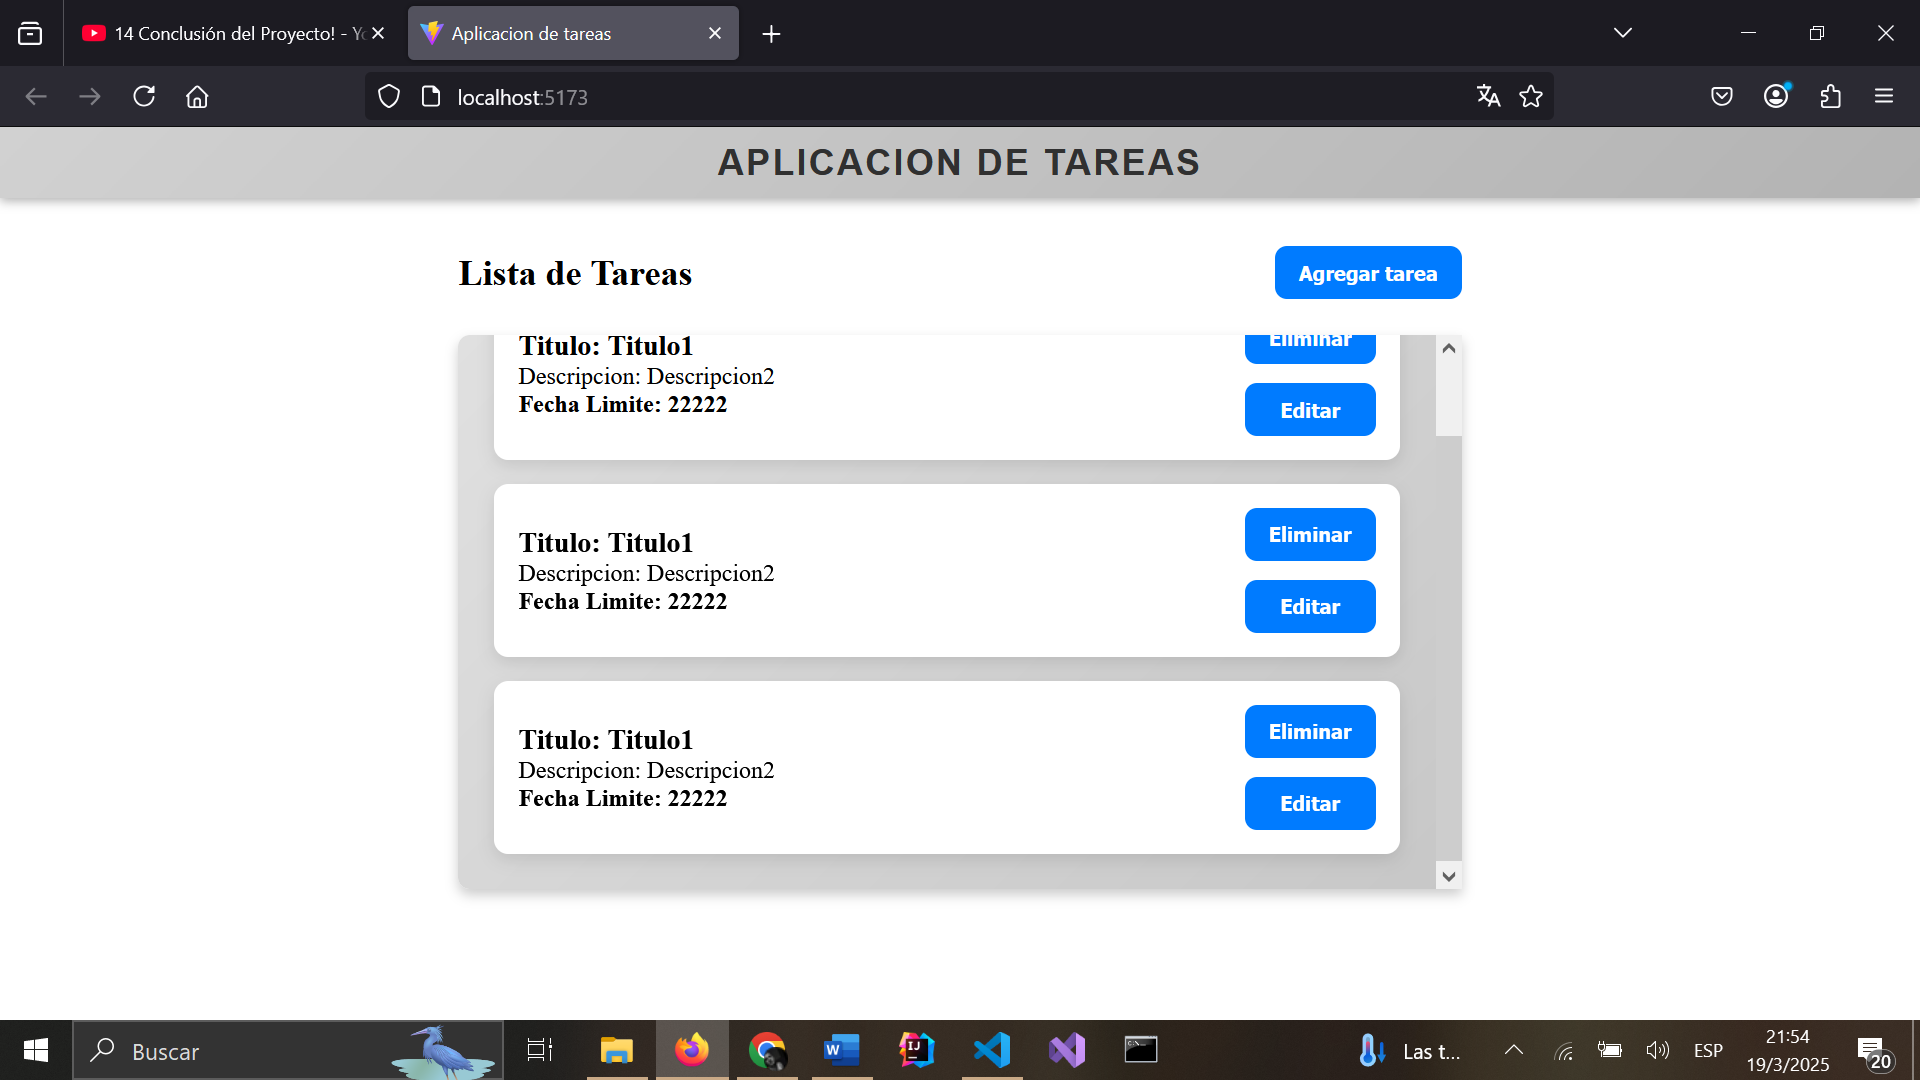 14 Conclusión del Proyecto! - Yo
Aplicacion de tareas
localhost:5173
APLICACION DE TAREAS
Lista de Tareas
Agregar tarea
Titulo: Titulo1
Eliminar
Descripcion: Descripcion2
Fecha Limite: 22222
Editar
Titulo: Titulo1
Eliminar
Descripcion: Descripcion2
Fecha Limite: 22222
Editar
Titulo: Titulo1
Eliminar
Descripcion: Descripcion2
Fecha Limite: 22222
Editar
Buscar
Las t...
ESP
21:54
19/3/2025
20